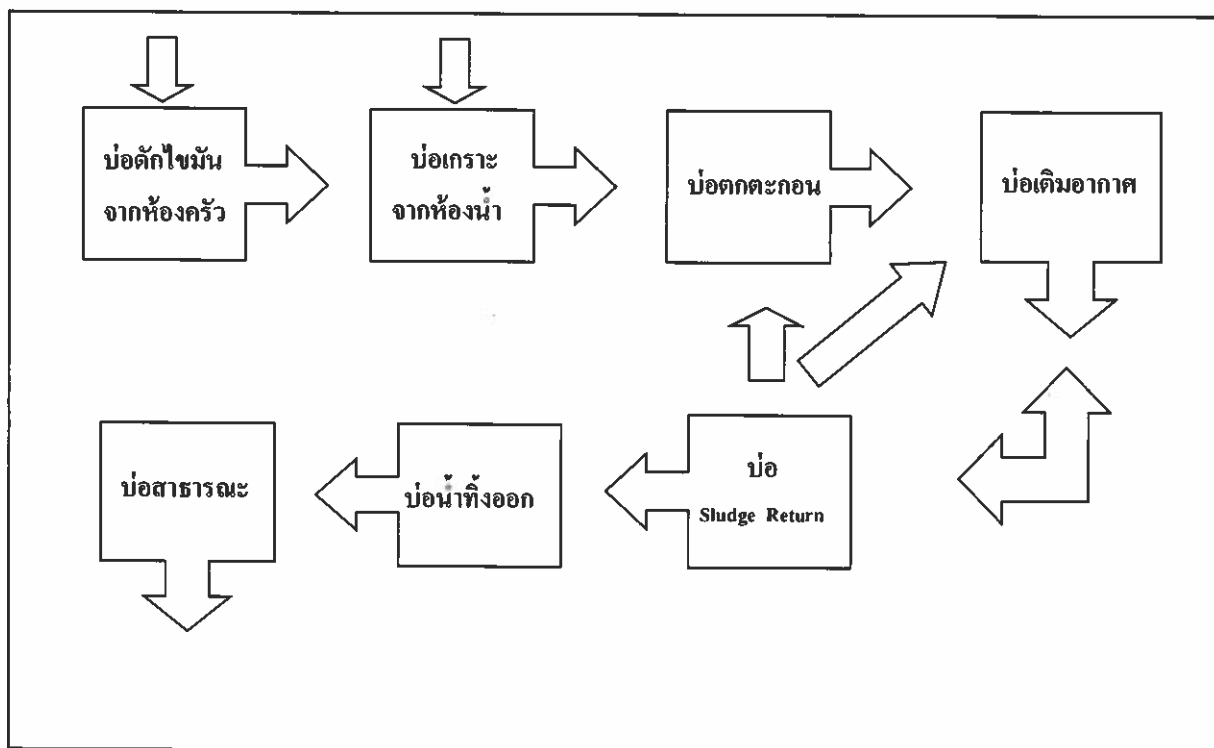 บ่อดักไขมัน
จากห้องครัว
บ่อเกราะ
จากห้องน้ำ
บ่อตกตะกอน
บ่อเติมอากาศ
บ่อสาธารณะ
บ่อน้ำทิ้งออก
บ่อ
Sludge Return